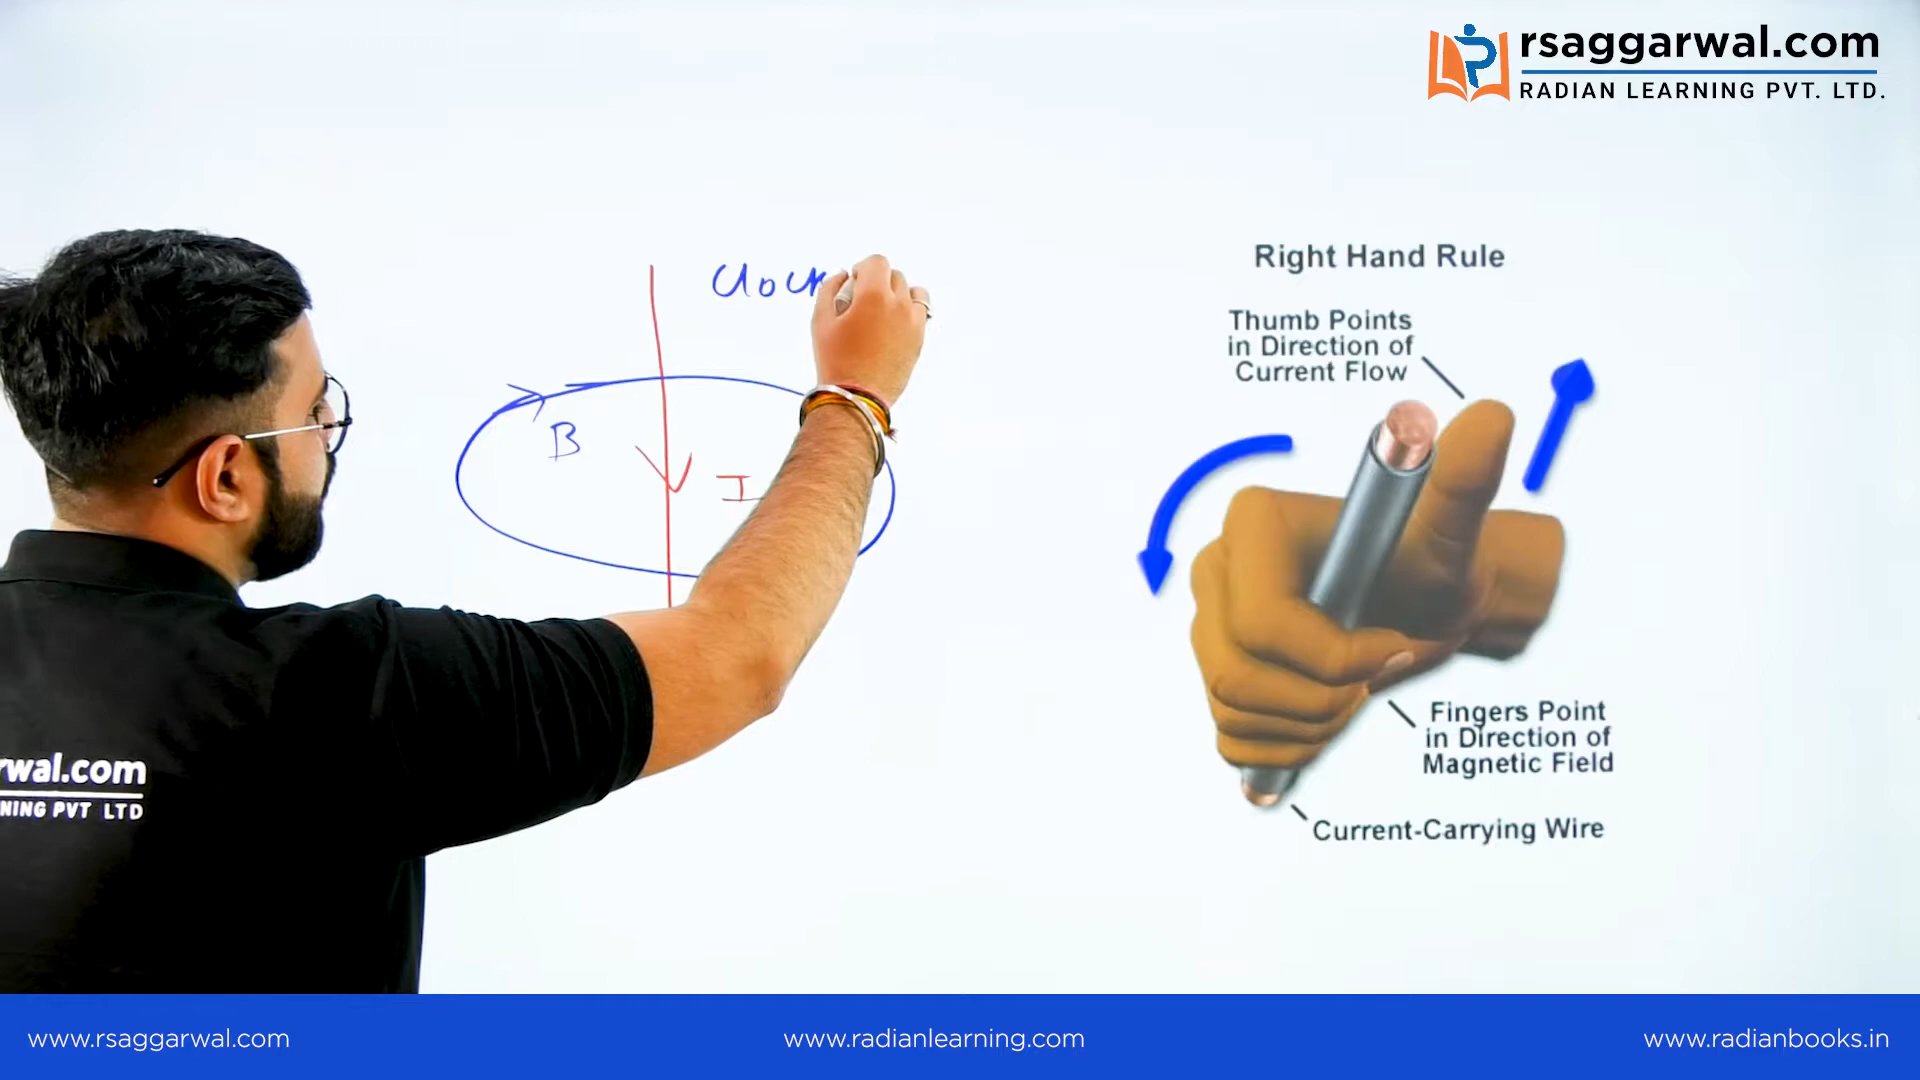 rsaggarwal.com
RADIAN LEARNING PVT. LTD.
Clock
B
I
Right Hand Rule
Thumb Points
in Direction of
Current Flow
Fingers Point
in Direction of
Magnetic Field
Current-Carrying Wire
rwal.com
NING PVT LTD
www.rsaggarwal.com
www.radianlearning.com
www.radianbooks.in